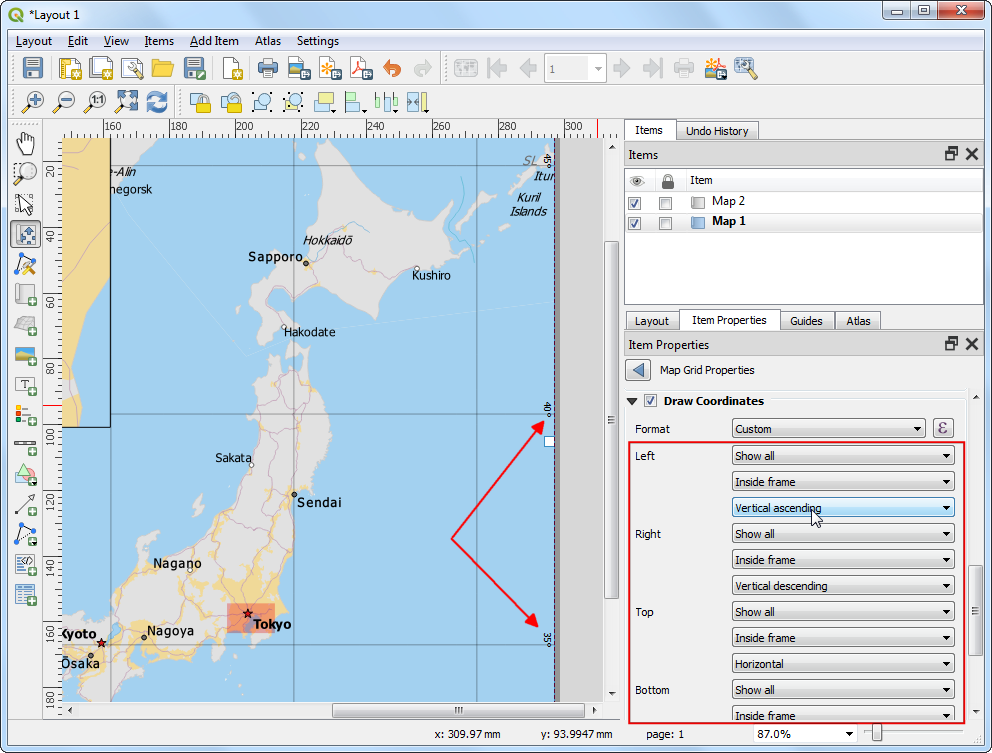 *Layout 1
Layout Edit View Items Add Item Atlas Settings
1
1:1
160 180 200 220 240 260 280 300
20
40
60
80
100
120
140
160
180
-Alin
negorsk
SL
Itur
Kuril
Islands
45°
Hokkaidō
Sapporo
Kushiro
Hakodate
40°
Sakata
Sendai
Nagano
Tokyo
Kyoto
Nagoya
Ōsaka
35°
Items Undo History
Items
Item
Map 2
Map 1
Layout Item Properties Guides Atlas
Item Properties
Map Grid Properties
Draw Coordinates
Format Custom ε
Left Show all
Inside frame
Vertical ascending
Right Show all
Inside frame
Vertical descending
Top Show all
Inside frame
Horizontal
Bottom Show all
Inside frame
x: 309.97 mm y: 93.9947 mm page: 1 87.0%